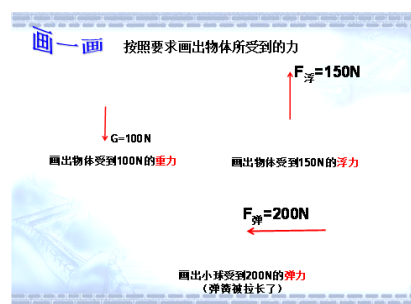 画一画 按照要求画出物体所受到的力
F浮=150N
G=100N
画出物体受到100N的重力
画出物体受到150N的浮力
F弹=200N
画出小球受到200N的弹力
（弹簧被拉长了）